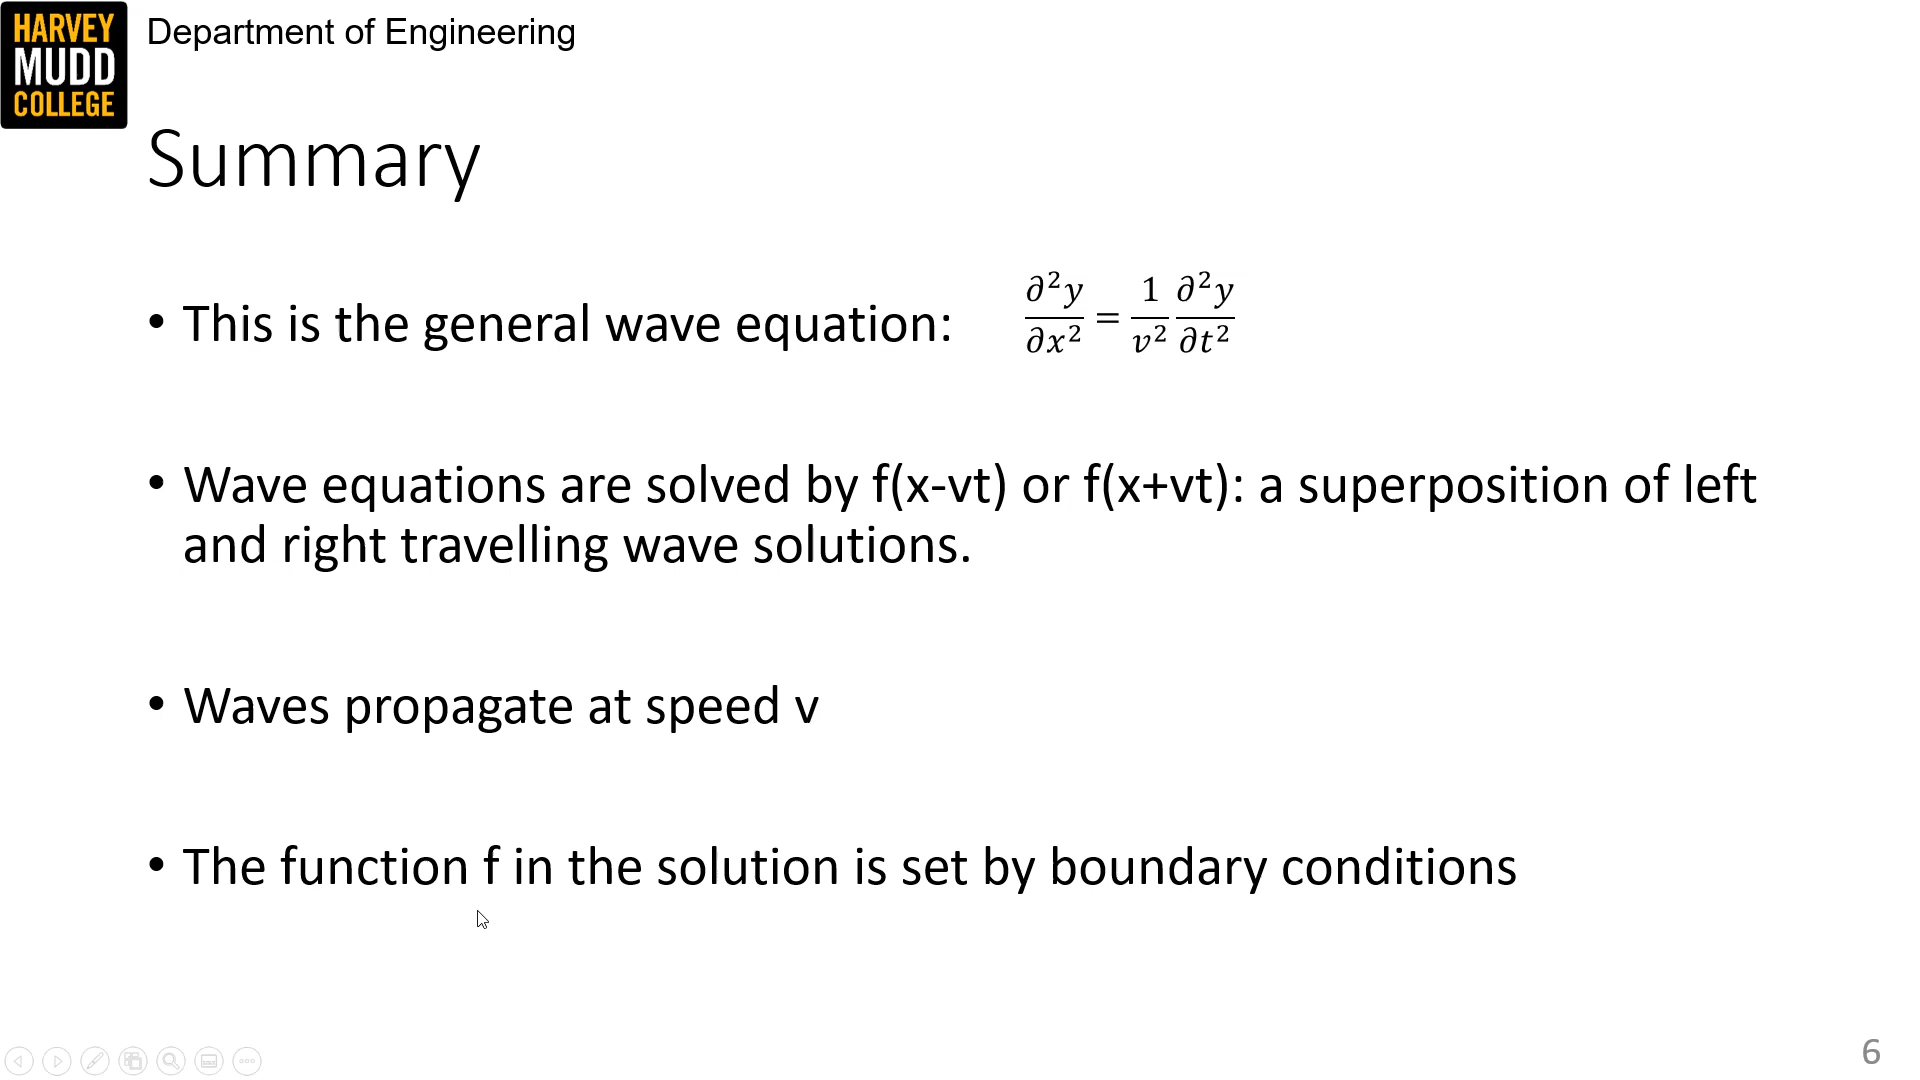 HARVEY
MUDD
COLLEGE
Department of Engineering
Summary
• This is the general wave equation: ∂²y/∂x² = 1/v² ∂²y/∂t²
• Wave equations are solved by f(x-vt) or f(x+vt): a superposition of left
and right travelling wave solutions.
• Waves propagate at speed v
• The function f in the solution is set by boundary conditions
6